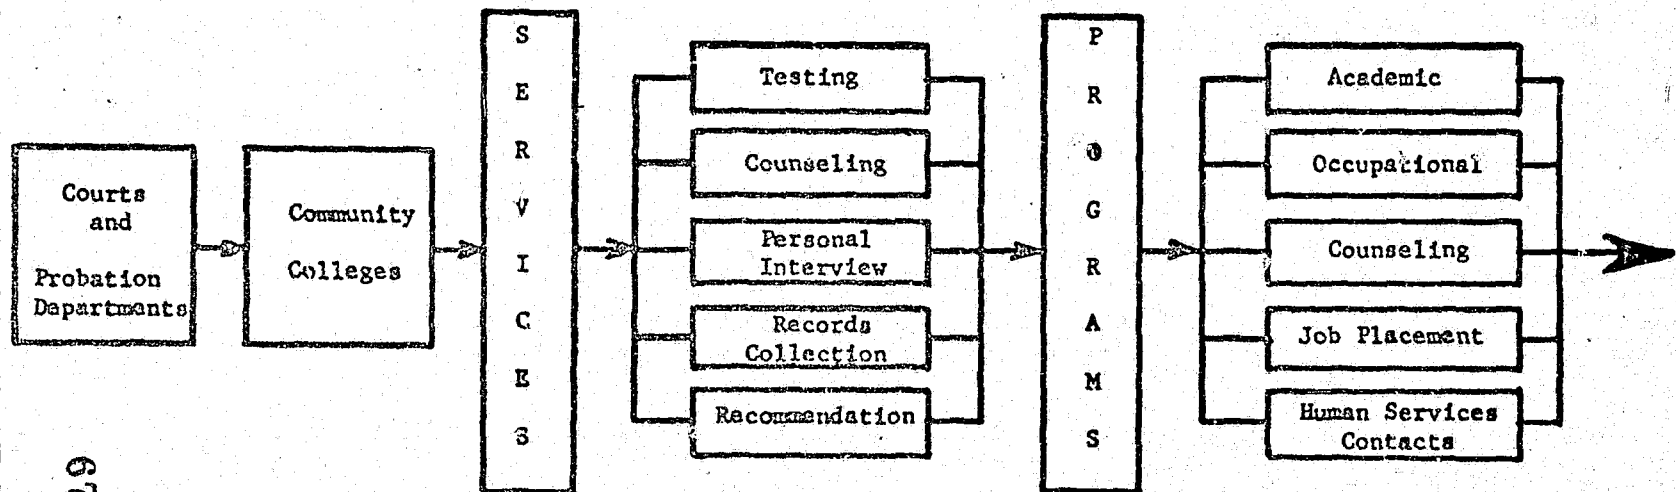 Courts
and
Probation
Dapartments
Community
Colleges
S
E
R
V
I
C
E
S
Testing
Counseling
Personal
Interview
Records
Collection
Recommendation
P
R
O
G
R
A
M
S
Academic
Occupational
Counseling
Job Placement
Human Services
Contacts